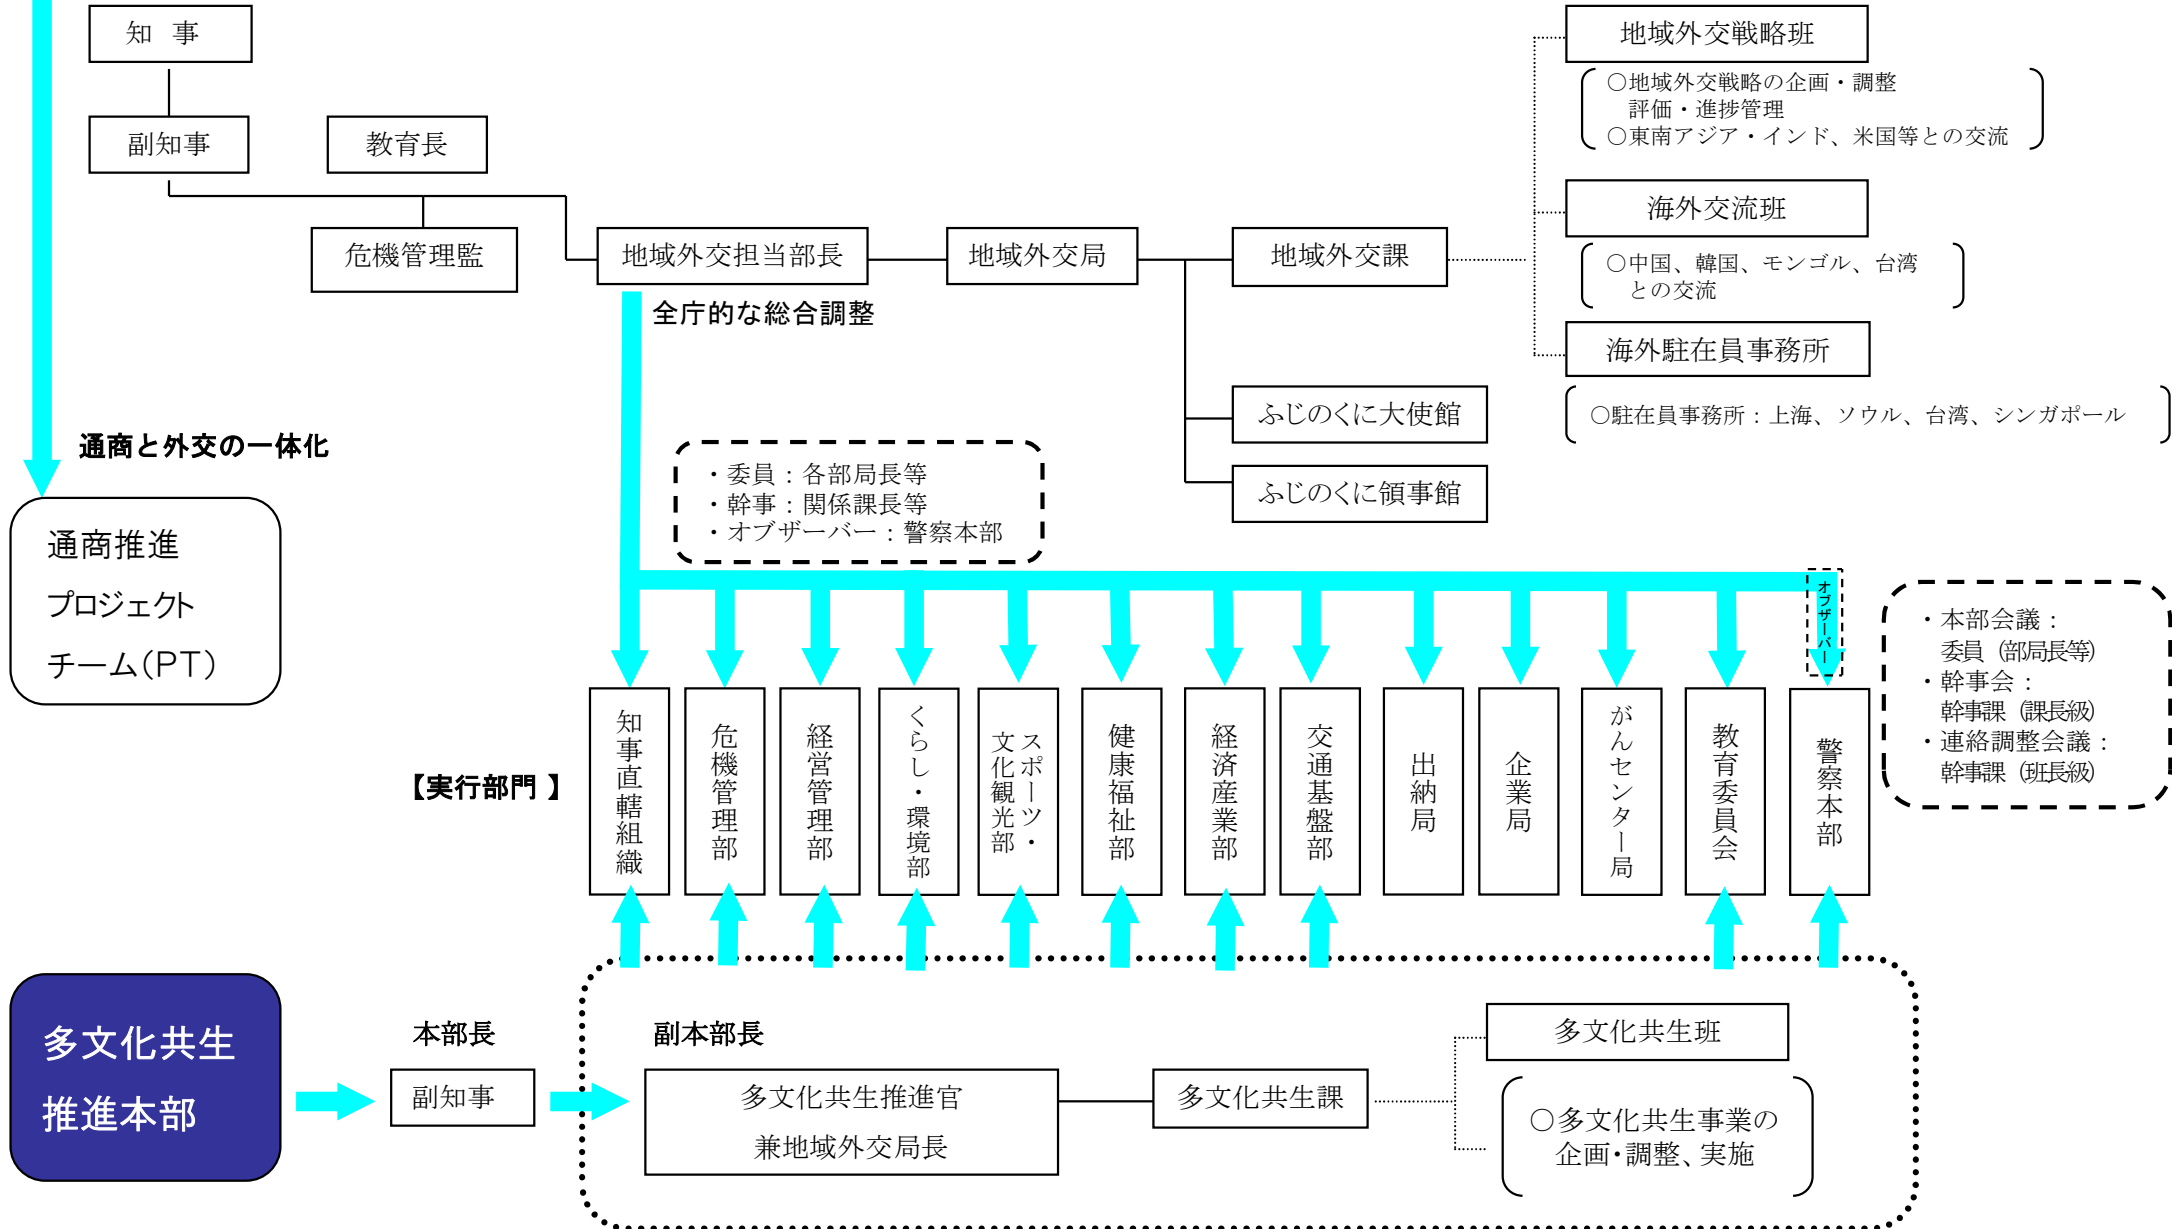 知 事
副知事
教育長
危機管理監
地域外交担当部長
地域外交局
地域外交課
全庁的な総合調整
地域外交戦略班
○地域外交戦略の企画・調整
評価・進捗管理
○東南アジア・インド、米国等との交流
海外交流班
○中国、韓国、モンゴル、台湾
との交流
海外駐在員事務所
○駐在員事務所：上海、ソウル、台湾、シンガポール
ふじのくに大使館
ふじのくに領事館
通商と外交の一体化
通商推進
プロジェクト
チーム(PT)
・委員：各部局長等
・幹事：関係課長等
・オブザーバー：警察本部
オブザーバー
・本部会議：
委員（部局長等）
・幹事会：
幹事課（課長級）
・連絡調整会議：
幹事課（班長級）
【実行部門 】
知事直轄組織
危機管理部
経営管理部
くらし・環境部
スポーツ・
文化観光部
健康福祉部
経済産業部
交通基盤部
出納局
企業局
がんセンター局
教育委員会
警察本部
多文化共生
推進本部
本部長
副知事
副本部長
多文化共生推進官
兼地域外交局長
多文化共生課
多文化共生班
○多文化共生事業の
企画・調整、実施